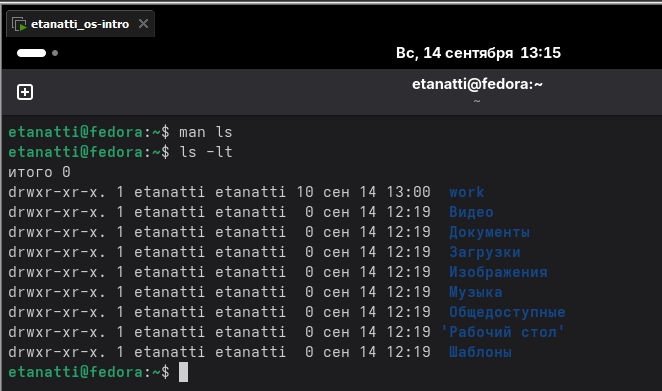 etanatti_os-intro
Вс, 14 сентября 13:15
etanatti@fedora:~
~
etanatti@fedora:~$ man ls
etanatti@fedora:~$ ls -lt
итого 0
drwxr-xr-x. 1 etanatti etanatti 10 сен 14 13:00  work
drwxr-xr-x. 1 etanatti etanatti  0 сен 14 12:19  Видео
drwxr-xr-x. 1 etanatti etanatti  0 сен 14 12:19  Документы
drwxr-xr-x. 1 etanatti etanatti  0 сен 14 12:19  Загрузки
drwxr-xr-x. 1 etanatti etanatti  0 сен 14 12:19  Изображения
drwxr-xr-x. 1 etanatti etanatti  0 сен 14 12:19  Музыка
drwxr-xr-x. 1 etanatti etanatti  0 сен 14 12:19  Общедоступные
drwxr-xr-x. 1 etanatti etanatti  0 сен 14 12:19 'Рабочий стол'
drwxr-xr-x. 1 etanatti etanatti  0 сен 14 12:19  Шаблоны
etanatti@fedora:~$